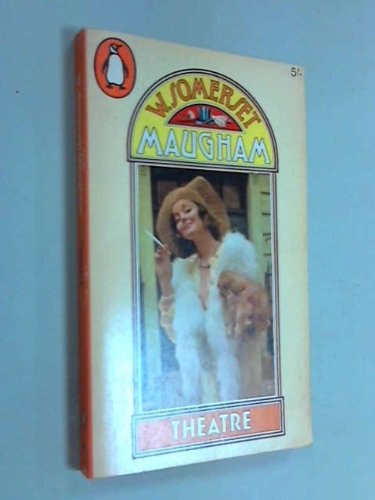 5/-
W. SOMERSET
MAUGHAM
THEATRE